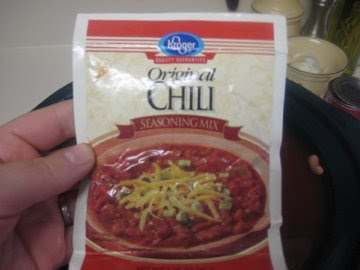 Kroger
QUALITY GUARANTEED
Original
CHILI
SEASONING MIX